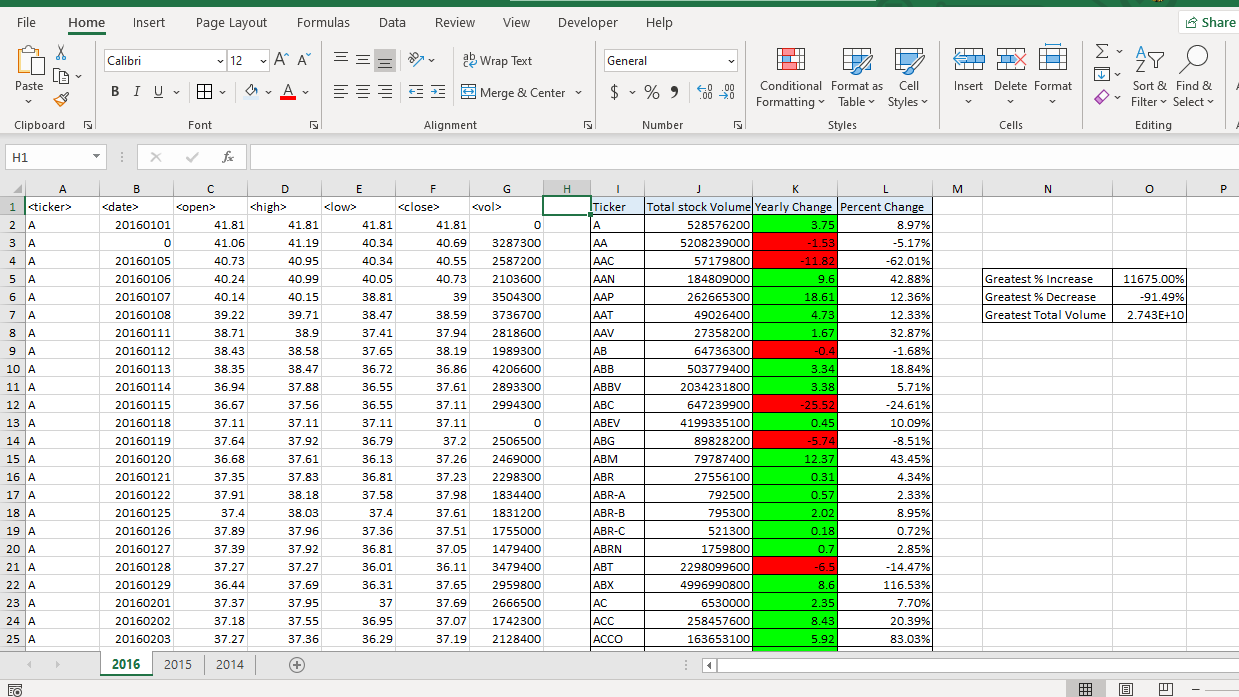 File Home Insert Page Layout Formulas Data Review View Developer Help Share
Calibri 12 A A ab Wrap Text General
Paste B I U A Merge & Center $ % 9 .00 Conditional Formatting Format as Table Cell Styles Insert Delete Format Sort & Filter Find & Select
Clipboard Font Alignment Number Styles Cells Editing
H1 fx
A B C D E F G H I J K L M N O P
1 <ticker> <date> <open> <high> <low> <close> <vol> Ticker Total stock Volume Yearly Change Percent Change
2 A 20160101 41.81 41.81 41.81 41.81 0 A 528576200 3.75 8.97%
3 A 0 41.06 41.19 40.34 40.69 3287300 AA 5208239000 -1.53 -5.17%
4 A 20160105 40.73 40.95 40.34 40.55 2587200 AAC 57179800 -11.82 -62.01%
5 A 20160106 40.24 40.99 40.05 40.73 2103600 AAN 184809000 9.6 42.88% Greatest % Increase 11675.00%
6 A 20160107 40.14 40.15 38.81 39 3504300 AAP 262665300 18.61 12.36% Greatest % Decrease -91.49%
7 A 20160108 39.22 39.71 38.47 38.59 3736700 AAT 49026400 4.73 12.33% Greatest Total Volume 2.743E+10
8 A 20160111 38.71 38.9 37.41 37.94 2818600 AAV 27358200 1.67 32.87%
9 A 20160112 38.43 38.58 37.65 38.19 1989300 AB 64736300 -0.4 -1.68%
10 A 20160113 38.35 38.47 36.72 36.86 4206600 ABB 503779400 3.34 18.84%
11 A 20160114 36.94 37.88 36.55 37.61 2893300 ABBV 2034231800 3.38 5.71%
12 A 20160115 36.67 37.56 36.55 37.11 2994300 ABC 647239900 -25.52 -24.61%
13 A 20160118 37.11 37.11 37.11 37.11 0 ABEV 4199335100 0.45 10.09%
14 A 20160119 37.64 37.92 36.79 37.2 2506500 ABG 89828200 -5.74 -8.51%
15 A 20160120 36.68 37.61 36.13 37.26 2469000 ABM 79787400 12.37 43.45%
16 A 20160121 37.35 37.83 36.81 37.23 2298300 ABR 27556100 0.31 4.34%
17 A 20160122 37.91 38.18 37.58 37.98 1834400 ABR-A 792500 0.57 2.33%
18 A 20160125 37.4 38.03 37.4 37.61 1831200 ABR-B 795300 2.02 8.95%
19 A 20160126 37.89 37.96 37.36 37.51 1755000 ABR-C 521300 0.18 0.72%
20 A 20160127 37.39 37.92 36.81 37.05 1479400 ABRN 1759800 0.7 2.85%
21 A 20160128 37.27 37.27 36.01 36.11 3479400 ABT 2298099600 -6.5 -14.47%
22 A 20160129 36.44 37.69 36.31 37.65 2959800 ABX 4996990800 8.6 116.53%
23 A 20160201 37.37 37.95 37 37.69 2666500 AC 6530000 2.35 7.70%
24 A 20160202 37.18 37.55 36.95 37.07 1742300 ACC 258457600 8.43 20.39%
25 A 20160203 37.27 37.36 36.29 37.19 2128400 ACCO 163653100 5.92 83.03%
2016 2015 2014